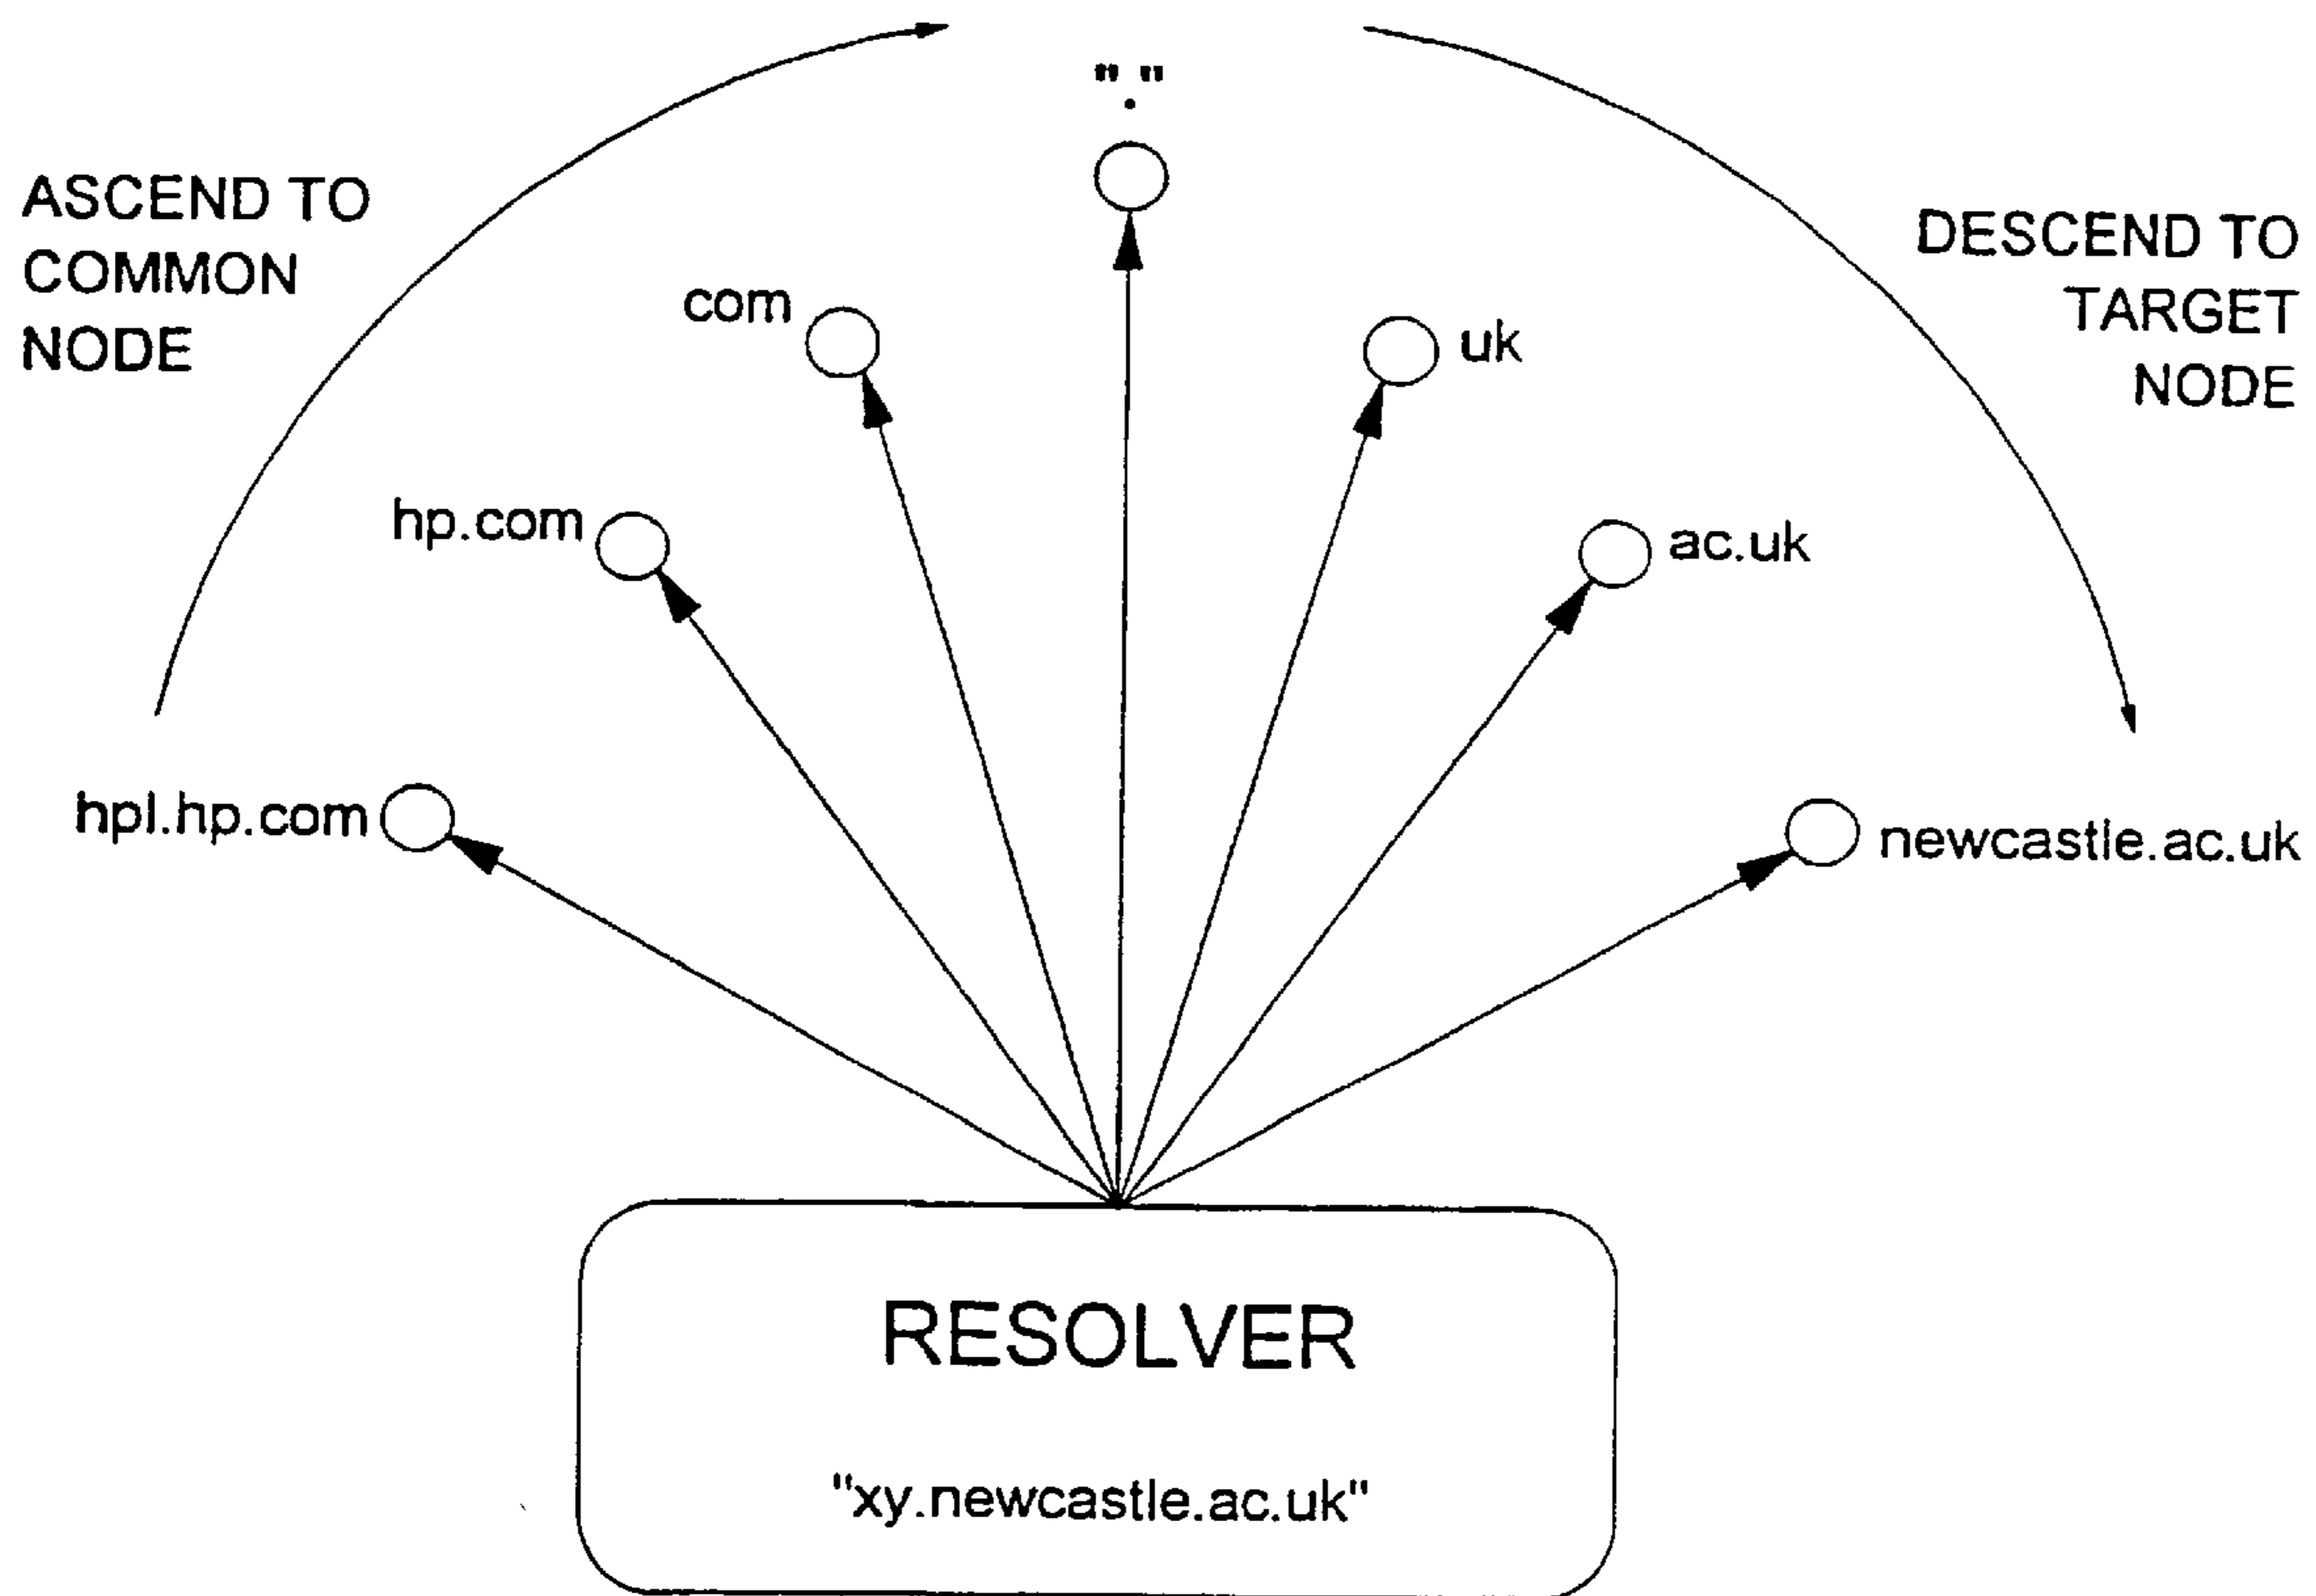 "."
ASCEND TO
COMMON
NODE
DESCEND TO
TARGET
NODE
com
uk
hp.com
ac.uk
hpl.hp.com
newcastle.ac.uk
RESOLVER
"xy.newcastle.ac.uk"